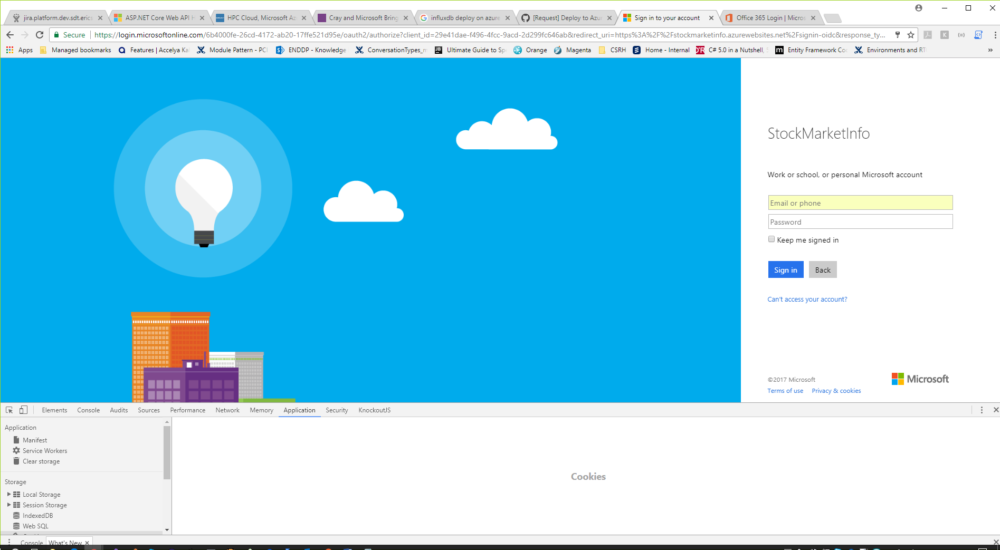 jira.platform.dev.sdt.erics
ASP.NET Core Web API H
HPC Cloud, Microsoft Az
Cray and Microsoft Bring
influxdb deploy on azure
[Request] Deploy to Azur
Sign in to your account
Office 365 Login | Micros
Secure
https://login.microsoftonline.com/6b4000fe-26cd-4172-ab20-17ffe521d95e/oauth2/authorize?client_id=29e41dae-f496-4fcc-9acd-2d299fc646ab&redirect_uri=https%3A%2F%2Fstockmarketinfo.azurewebsites.net%2Fsignin-oidc&response_ty...
Apps
Managed bookmarks
Features | Accelya Ka
Module Pattern - PCI
ENDDP - Knowledge
ConversationTypes_m
Ultimate Guide to Sp
Orange
Magenta
CSRH
Home - Internal
C# 5.0 in a Nutshell, 5
Entity Framework Coc
Environments and RT
StockMarketInfo
Work or school, or personal Microsoft account
Email or phone
Password
Keep me signed in
Sign in
Back
Can't access your account?
©2017 Microsoft
Microsoft
Terms of use
Privacy & cookies
Elements
Console
Audits
Sources
Performance
Network
Memory
Application
Security
KnockoutJS
Application
Manifest
Service Workers
Clear storage
Storage
Local Storage
Session Storage
IndexedDB
Web SQL
Cookies
Console
What's New